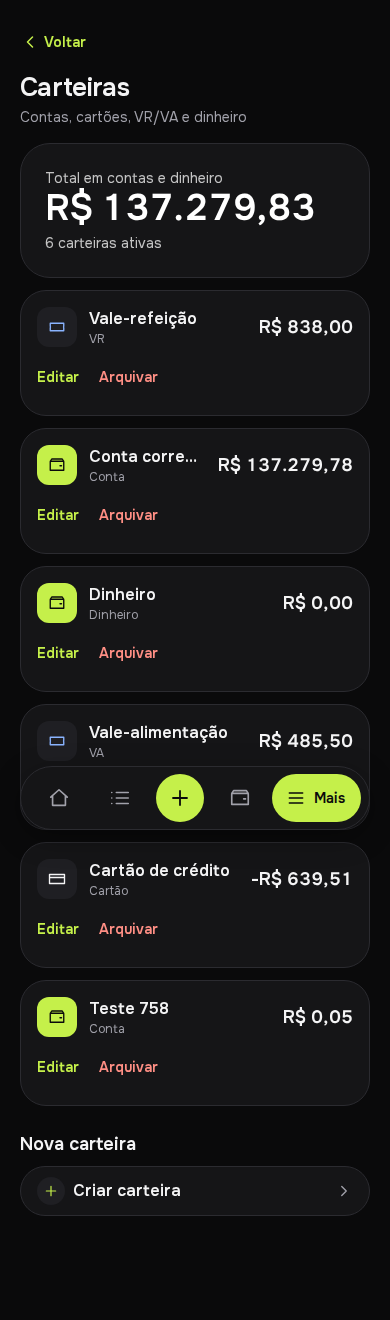 Voltar
Carteiras
Contas, cartões, VR/VA e dinheiro
Total em contas e dinheiro
R$ 137.279,83
6 carteiras ativas
Vale-refeição
R$ 838,00
VR
Editar Arquivar
Conta corre...
R$ 137.279,78
Conta
Editar Arquivar
Dinheiro
R$ 0,00
Dinheiro
Editar Arquivar
Vale-alimentação
R$ 485,50
VA
Mais
Cartão de crédito
-R$ 639,51
Cartão
Editar Arquivar
Teste 758
R$ 0,05
Conta
Editar Arquivar
Nova carteira
Criar carteira